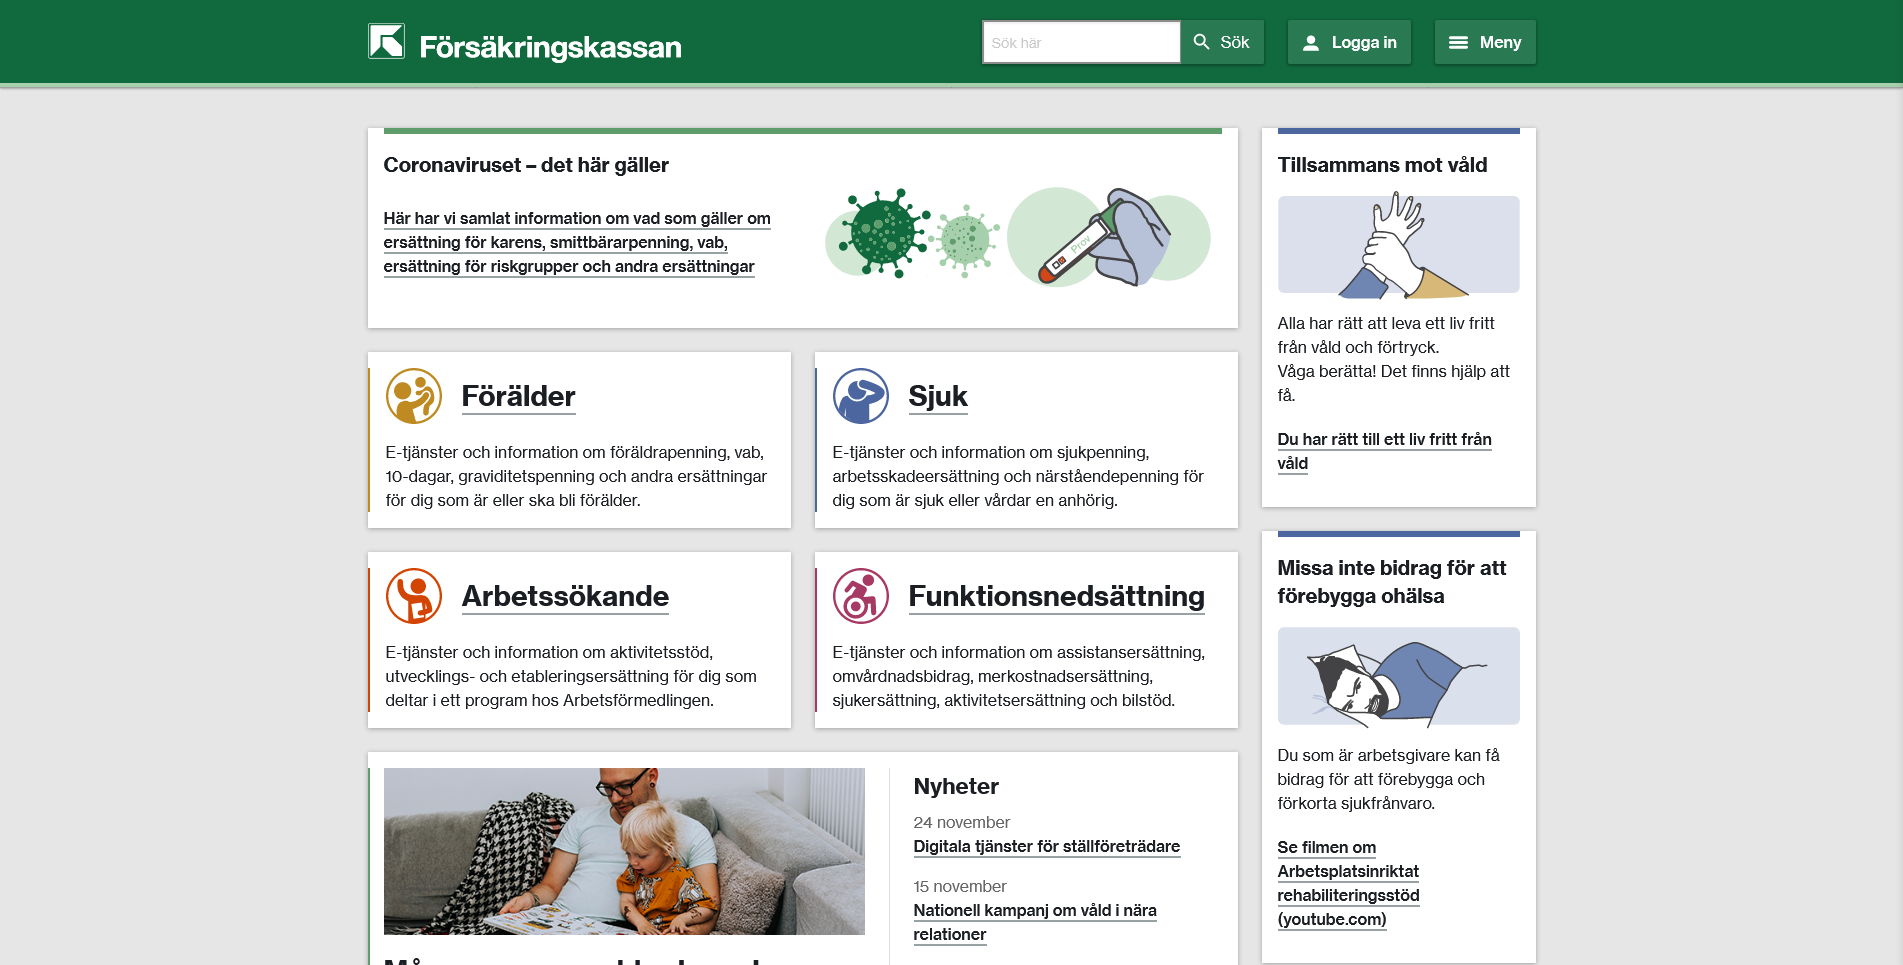 Försäkringskassan
Sök här
Sök
Logga in
Meny
Coronaviruset – det här gäller
Här har vi samlat information om vad som gäller om
ersättning för karens, smittbärarpenning, vab,
ersättning för riskgrupper och andra ersättningar
Prov
Förälder
E-tjänster och information om föräldrapenning, vab,
10-dagar, graviditetspenning och andra ersättningar
för dig som är eller ska bli förälder.
Sjuk
E-tjänster och information om sjukpenning,
arbetsskadeersättning och närståendepenning för
dig som är sjuk eller vårdar en anhörig.
Arbetssökande
E-tjänster och information om aktivitetsstöd,
utvecklings- och etableringsersättning för dig som
deltar i ett program hos Arbetsförmedlingen.
Funktionsnedsättning
E-tjänster och information om assistansersättning,
omvårdnadsbidrag, merkostnadsersättning,
sjukersättning, aktivitetsersättning och bilstöd.
Nyheter
24 november
Digitala tjänster för ställföreträdare
15 november
Nationell kampanj om våld i nära
relationer
Tillsammans mot våld
Alla har rätt att leva ett liv fritt
från våld och förtryck.
Våga berätta! Det finns hjälp att
få.
Du har rätt till ett liv fritt från
våld
Missa inte bidrag för att
förebygga ohälsa
Du som är arbetsgivare kan få
bidrag för att förebygga och
förkorta sjukfrånvaro.
Se filmen om
Arbetsplatsinriktat
rehabiliteringsstöd
(youtube.com)